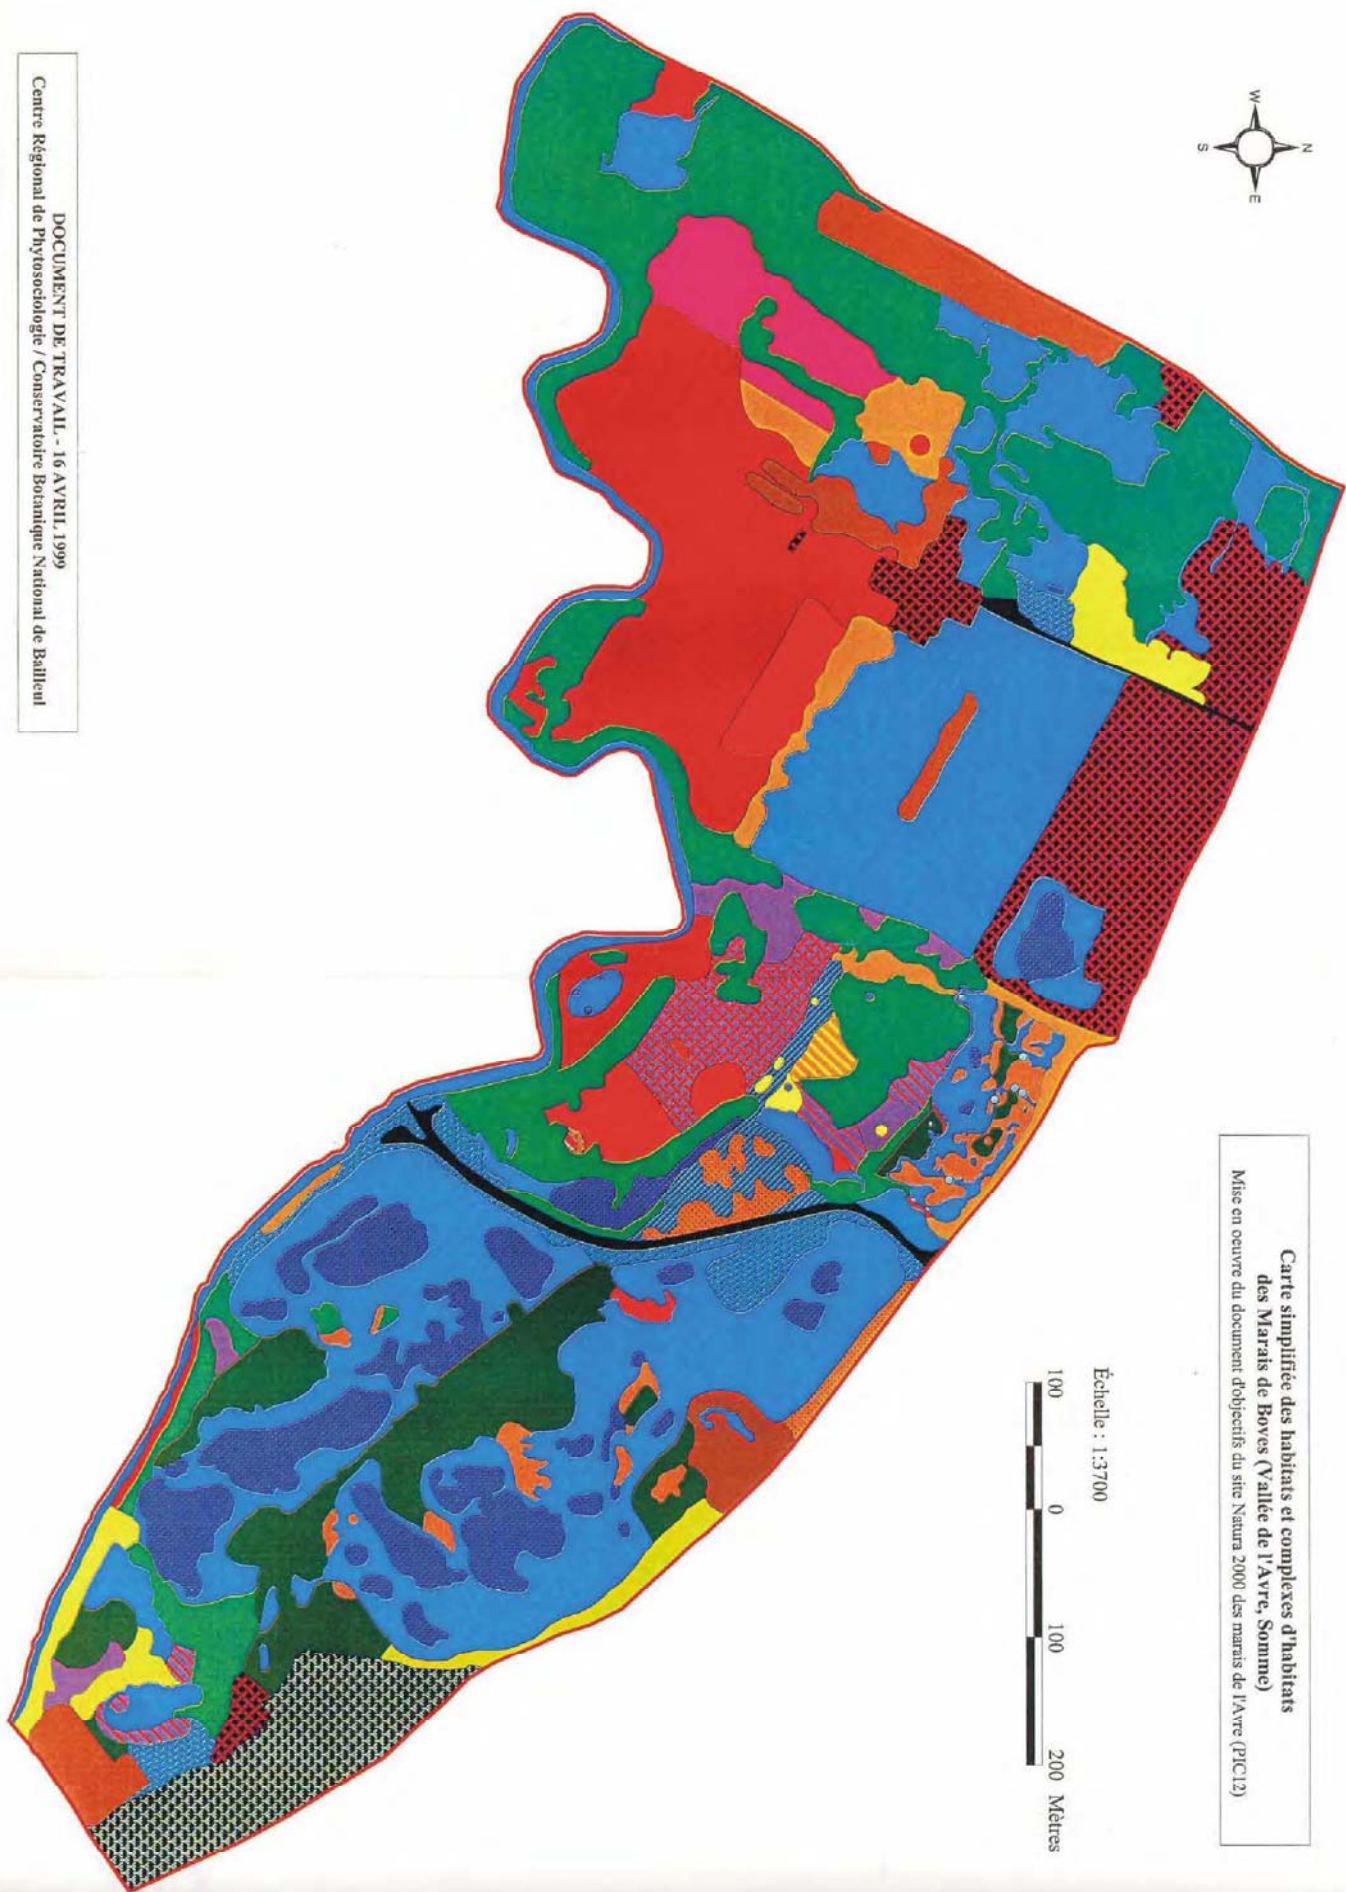 Carte simplifiée des habitats et complexes d'habitats
des Marais de Boves (Vallée de l'Avre, Somme)
Mise en oeuvre du document d'objectifs du site Natura 2000 des marais de l'Avre (PIC12)
N
W
E
S
Échelle : 1:3700
100 0 100 200 Mètres
DOCUMENT DE TRAVAIL - 16 AVRIL 1999
Centre Régional de Phytosociologie / Conservatoire Botanique National de Bailleul